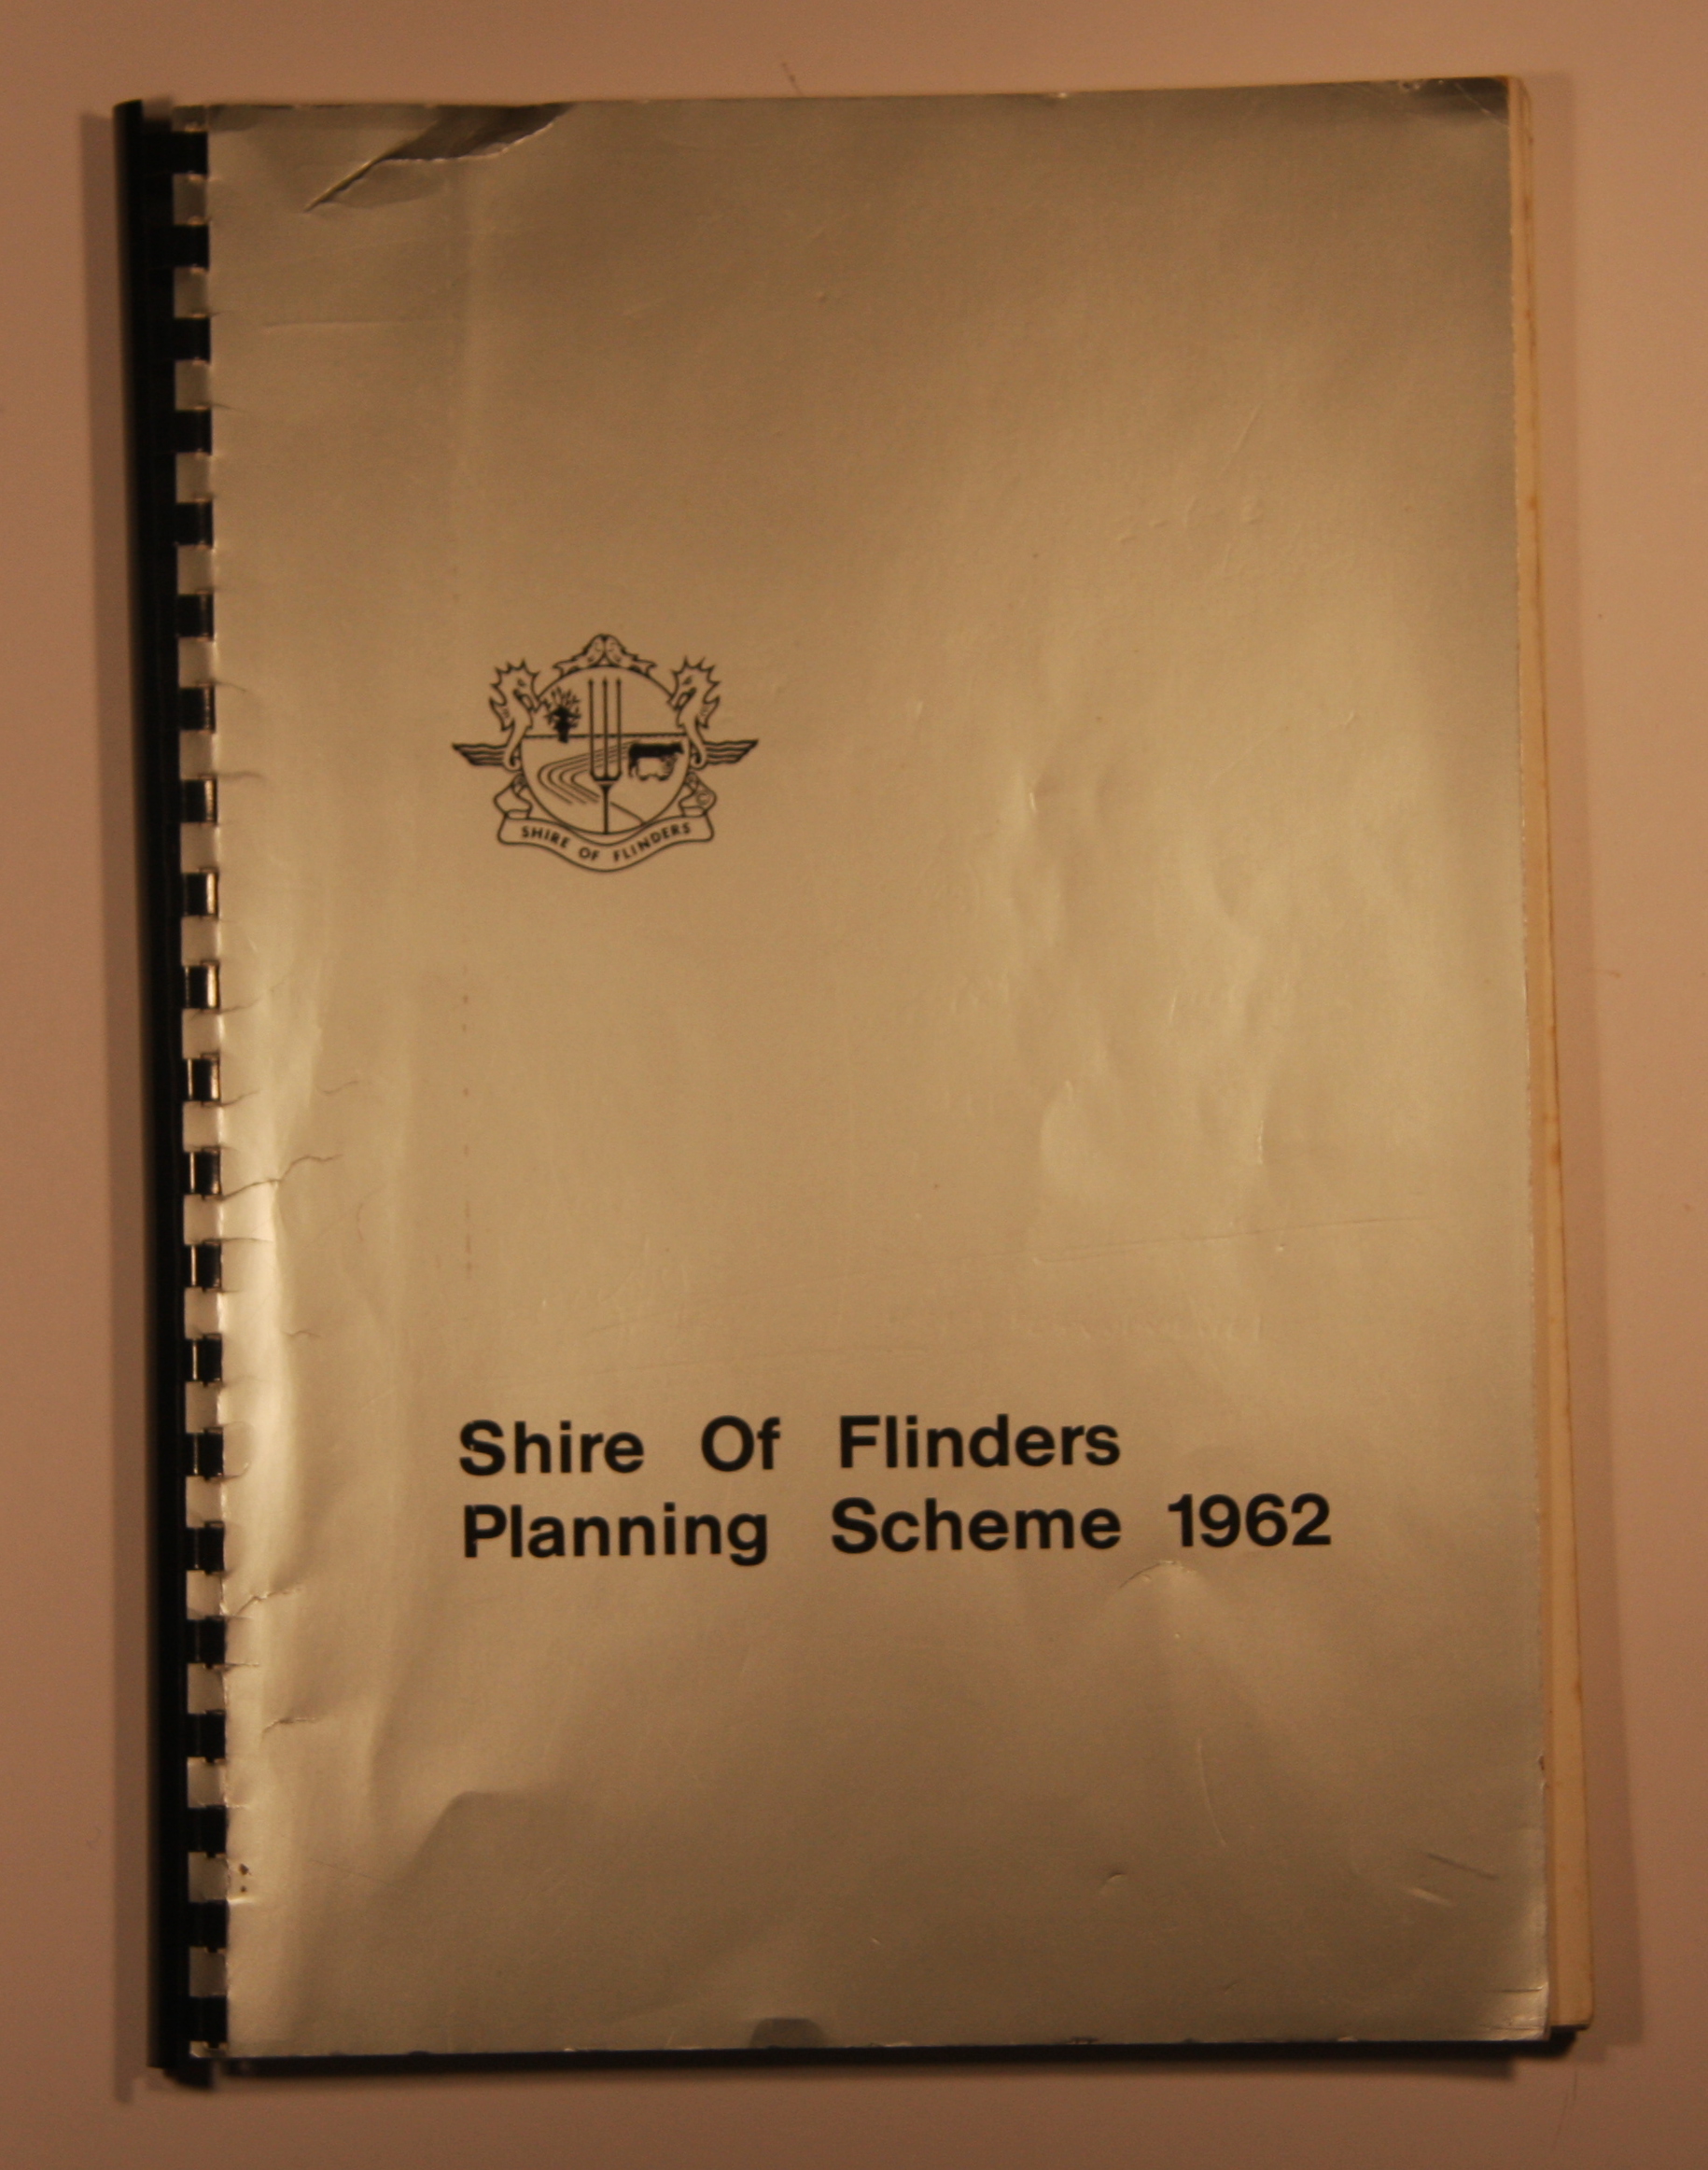 SHIRE OF FLINDERS
Shire Of Flinders
Planning Scheme 1962